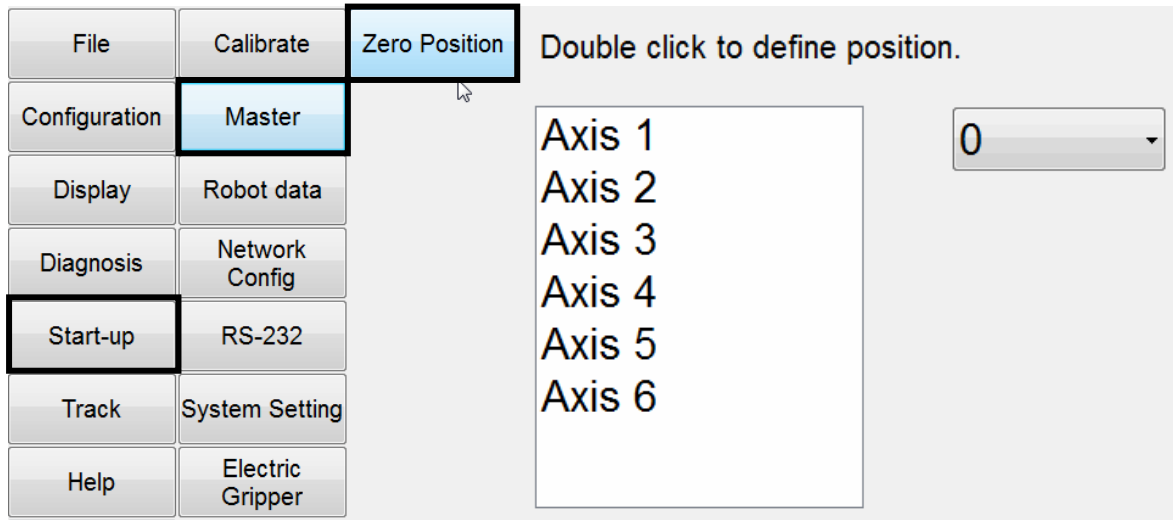 File
Calibrate
Zero Position
Double click to define position.
Configuration
Master
Axis 1
0
Axis 2
Display
Robot data
Axis 3
Diagnosis
Network
Config
Axis 4
Start-up
RS-232
Axis 5
Axis 6
Track
System Setting
Help
Electric
Gripper